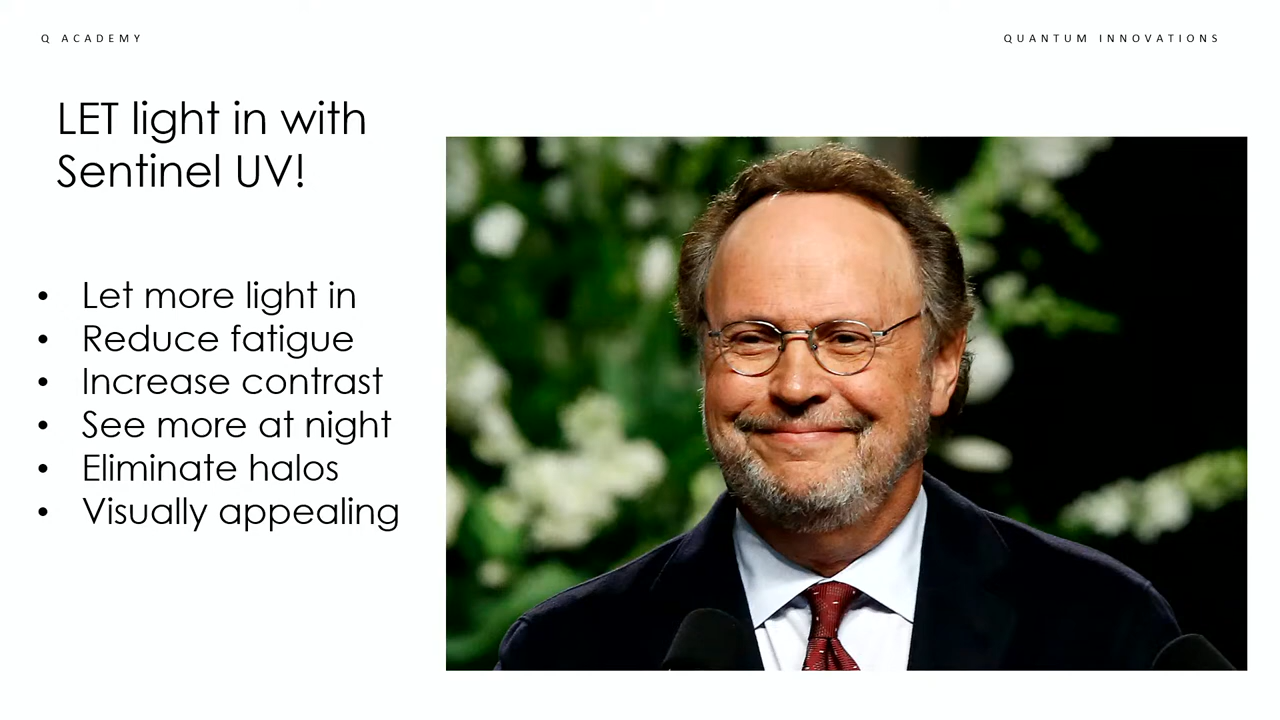 Q ACADEMY
QUANTUM INNOVATIONS
LET light in with
Sentinel UV!
• Let more light in
• Reduce fatigue
• Increase contrast
• See more at night
• Eliminate halos
• Visually appealing